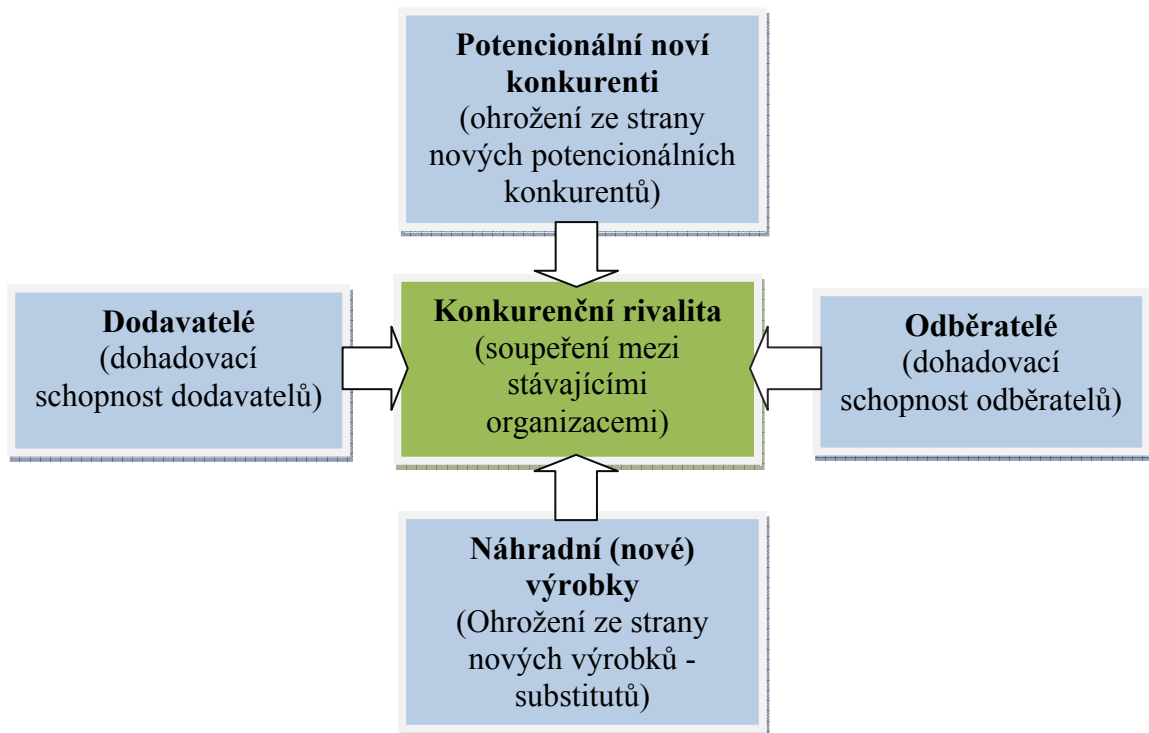 Potencionální noví
konkurenti
(ohrožení ze strany
nových potencionálních
konkurentů)
Dodavatelé
(dohadovací
schopnost dodavatelů)
Konkurenční rivalita
(soupeření mezi
stávajícími
organizacemi)
Odběratelé
(dohadovací
schopnost odběratelů)
Náhradní (nové)
výrobky
(Ohrožení ze strany
nových výrobků -
substitutů)